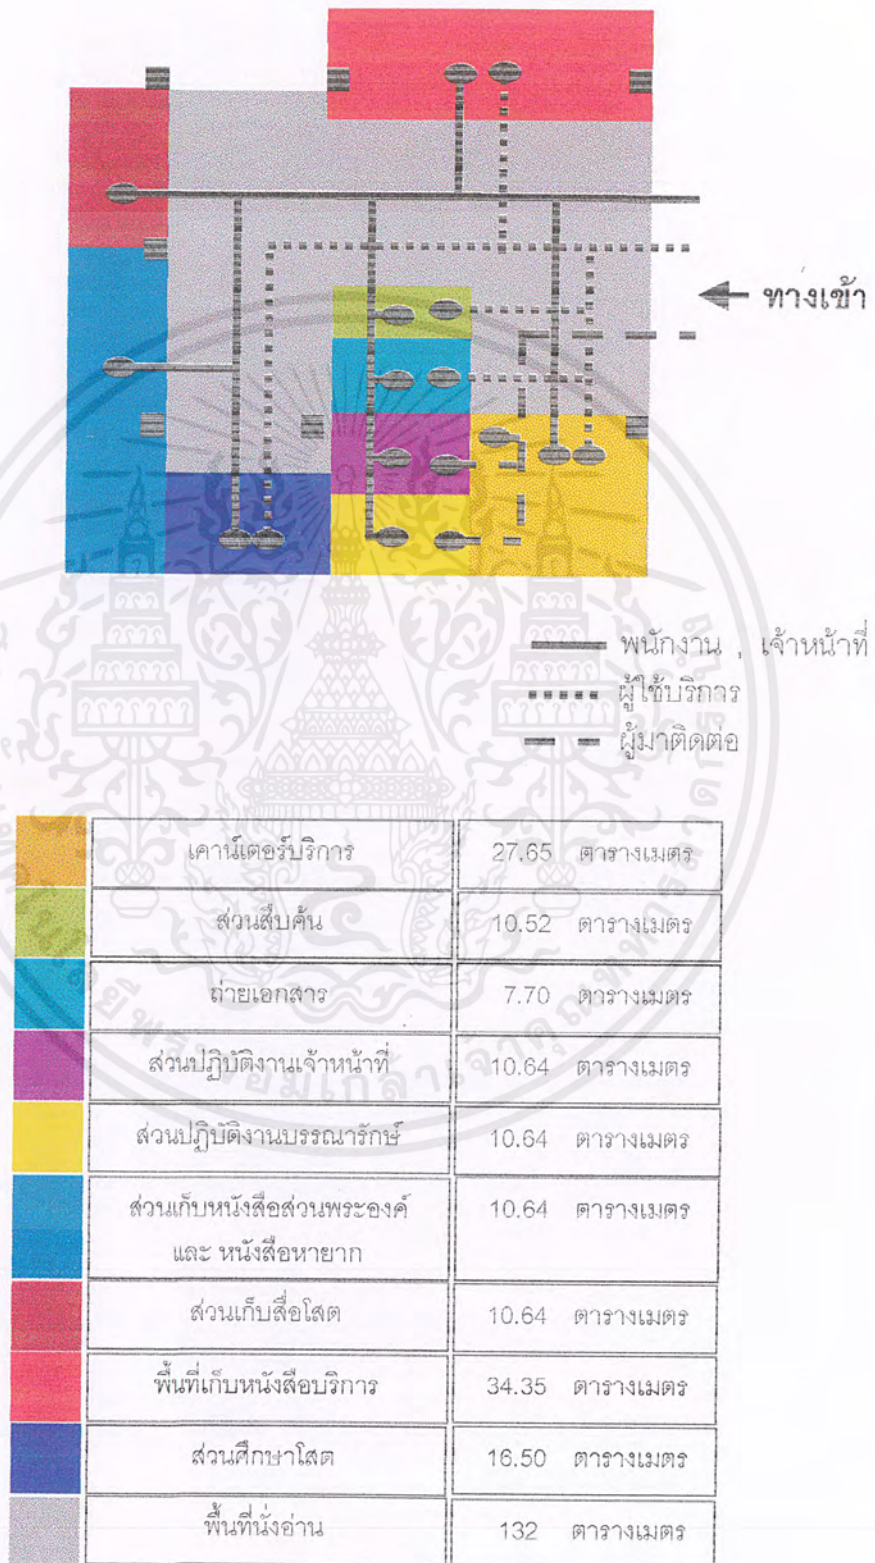 ทางเข้า
พนักงาน , เจ้าหน้าที่
ผู้ใช้บริการ
ผู้มาติดต่อ
เคาน์เตอร์บริการ 27.65 ตารางเมตร
ส่วนสืบค้น 10.52 ตารางเมตร
ถ่ายเอกสาร 7.70 ตารางเมตร
ส่วนปฏิบัติงานเจ้าหน้าที่ 10.64 ตารางเมตร
ส่วนปฏิบัติงานบรรณารักษ์ 10.64 ตารางเมตร
ส่วนเก็บหนังสือส่วนพระองค์ 10.64 ตารางเมตร
และ หนังสือหายาก
ส่วนเก็บสื่อโสต 10.64 ตารางเมตร
พื้นที่เก็บหนังสือบริการ 34.35 ตารางเมตร
ส่วนศึกษาโสต 16.50 ตารางเมตร
พื้นที่นั่งอ่าน 132 ตารางเมตร